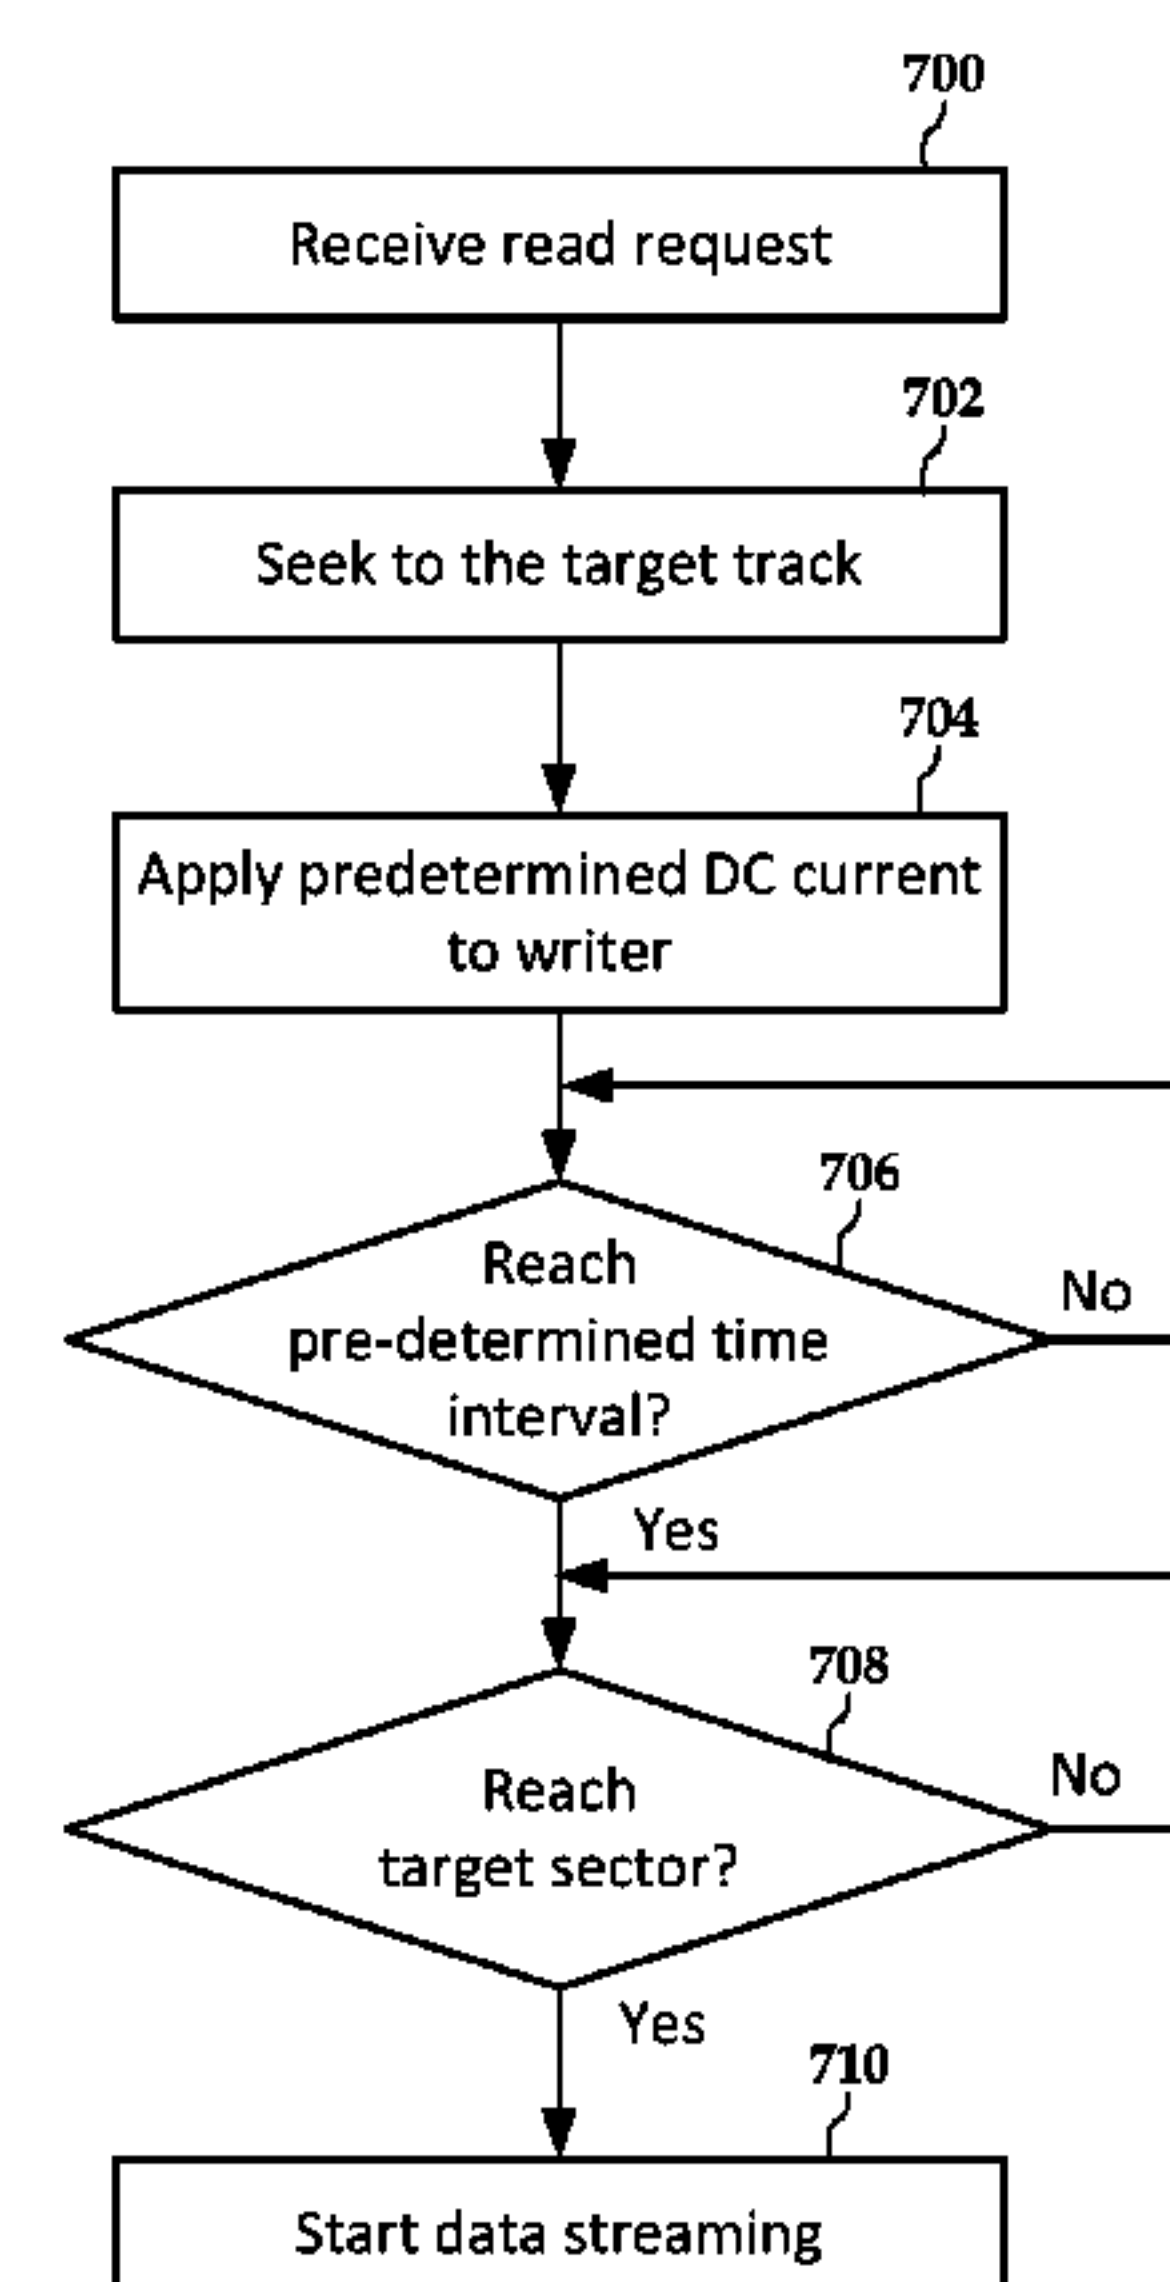 700
Receive read request
702
Seek to the target track
704
Apply predetermined DC current
to writer
706
Reach
pre-determined time
interval?
No
Yes
708
Reach
target sector?
No
Yes
710
Start data streaming